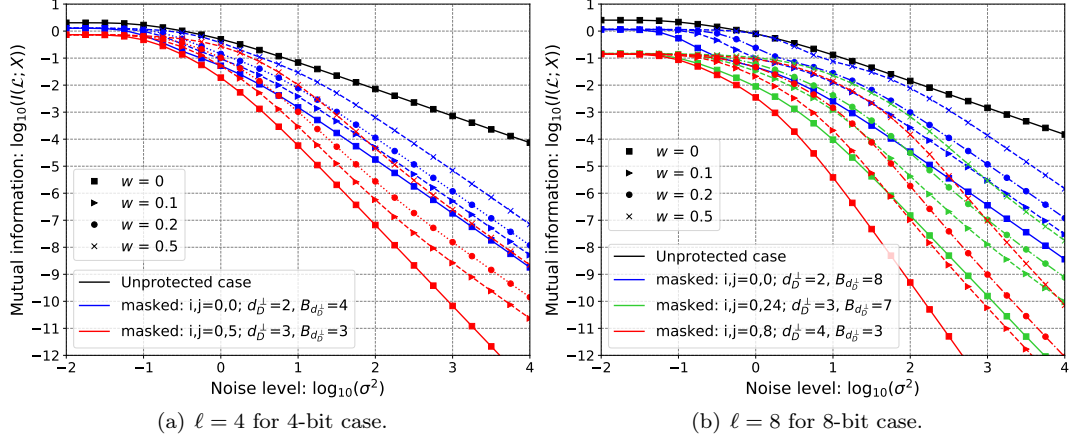 Mutual information: log₁₀(I(𝓛; X))
1
0
−1
−2
−3
−4
−5
−6
−7
−8
−9
−10
−11
−12
w = 0
w = 0.1
w = 0.2
w = 0.5
Unprotected case
masked: i,j=0,0; d_D^⊥=2, B_{d_D^⊥}=4
masked: i,j=0,5; d_D^⊥=3, B_{d_D^⊥}=3
−2 −1 0 1 2 3 4
Noise level: log₁₀(σ²)
(a) ℓ = 4 for 4-bit case.
Mutual information: log₁₀(I(𝓛; X))
1
0
−1
−2
−3
−4
−5
−6
−7
−8
−9
−10
−11
−12
w = 0
w = 0.1
w = 0.2
w = 0.5
Unprotected case
masked: i,j=0,0; d_D^⊥=2, B_{d_D^⊥}=8
masked: i,j=0,24; d_D^⊥=3, B_{d_D^⊥}=7
masked: i,j=0,8; d_D^⊥=4, B_{d_D^⊥}=3
−2 −1 0 1 2 3 4
Noise level: log₁₀(σ²)
(b) ℓ = 8 for 8-bit case.